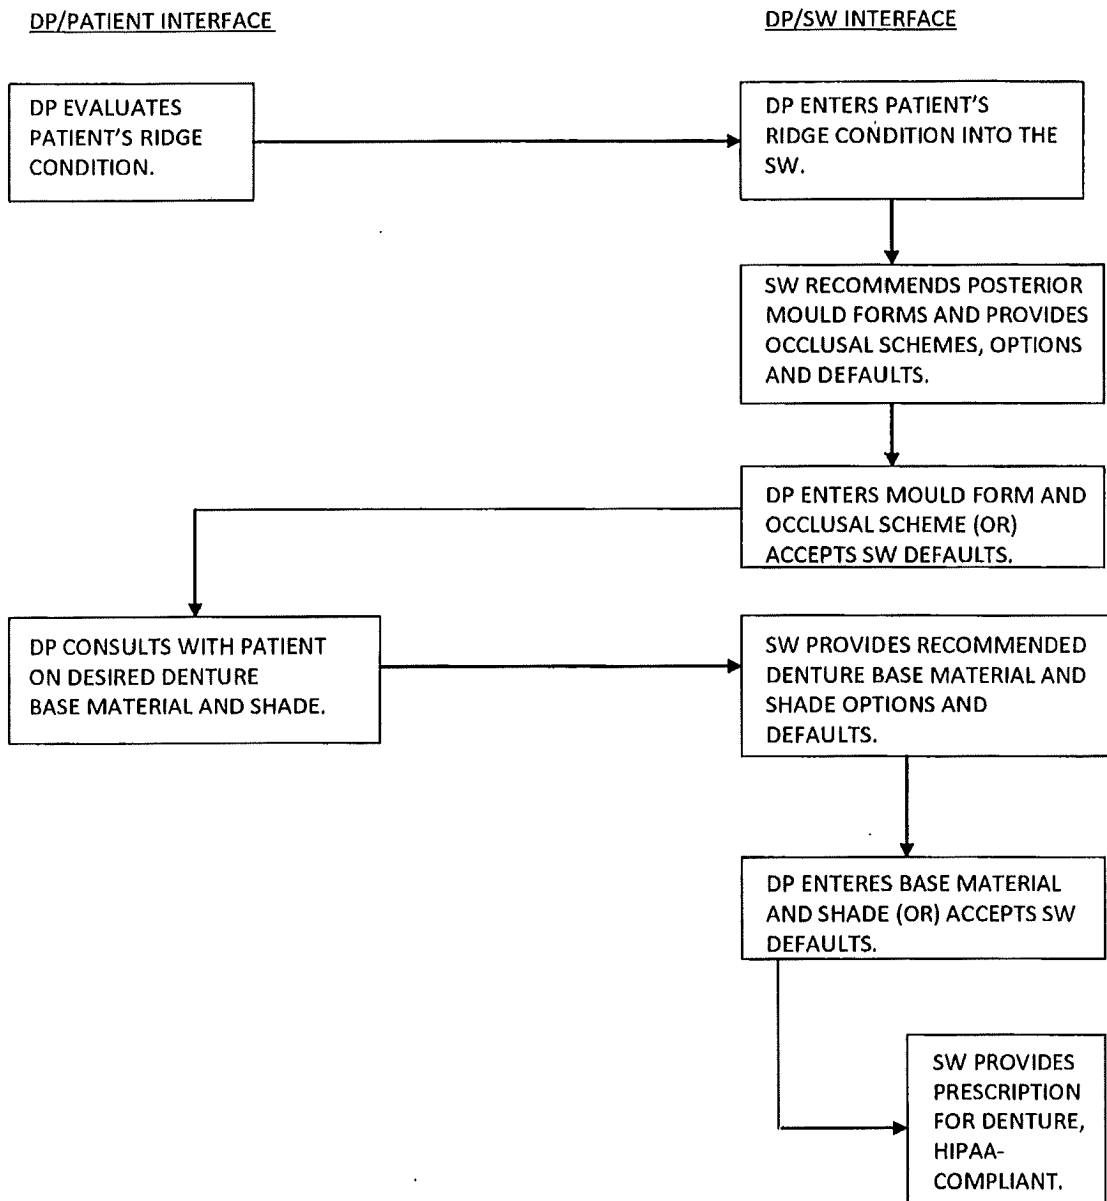 DP/PATIENT INTERFACE
DP/SW INTERFACE
DP EVALUATES
PATIENT'S RIDGE
CONDITION.
DP ENTERS PATIENT'S
RIDGE CONDITION INTO THE
SW.
SW RECOMMENDS POSTERIOR
MOULD FORMS AND PROVIDES
OCCLUSAL SCHEMES, OPTIONS
AND DEFAULTS.
DP ENTERS MOULD FORM AND
OCCLUSAL SCHEME (OR)
ACCEPTS SW DEFAULTS.
DP CONSULTS WITH PATIENT
ON DESIRED DENTURE
BASE MATERIAL AND SHADE.
SW PROVIDES RECOMMENDED
DENTURE BASE MATERIAL AND
SHADE OPTIONS AND
DEFAULTS.
DP ENTERES BASE MATERIAL
AND SHADE (OR) ACCEPTS SW
DEFAULTS.
SW PROVIDES
PRESCRIPTION
FOR DENTURE,
HIPAA-
COMPLIANT.